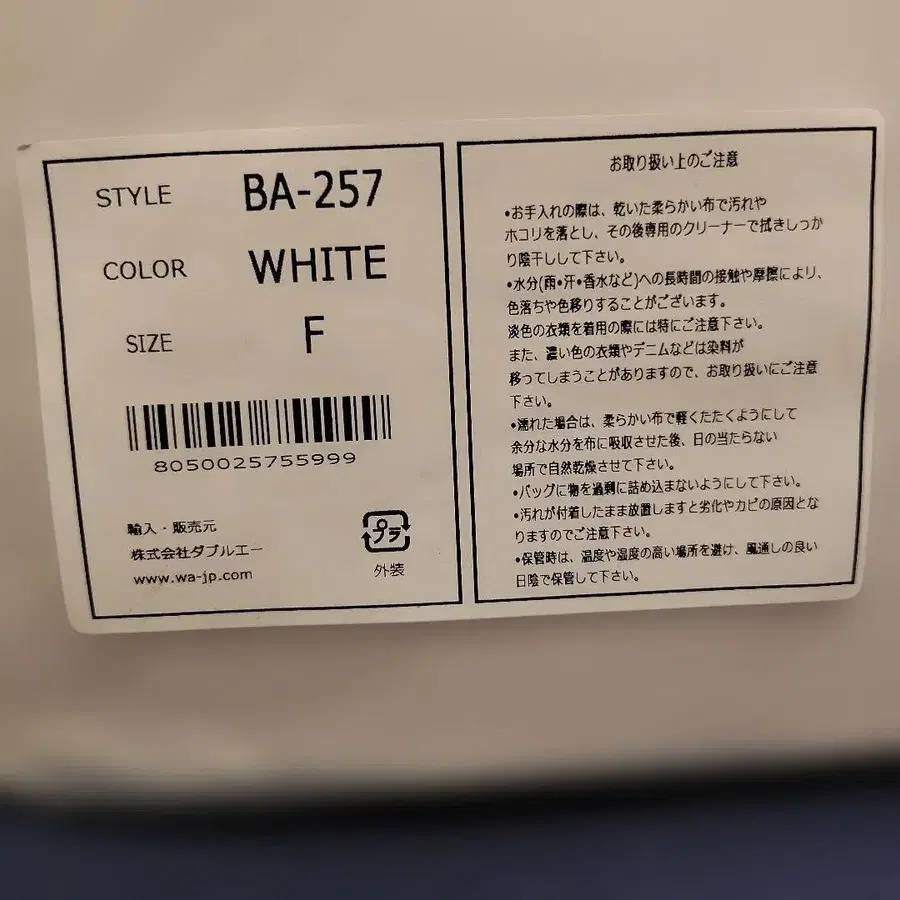 STYLE BA-257
COLOR WHITE
SIZE F
8050025755999
輸入・販売元
株式会社ダブルエー
www.wa-jp.com
プラ
外装
お取り扱い上のご注意
•お手入れの際は、乾いた柔らかい布で汚れや
ホコリを落とし、その後専用のクリーナーで拭きしっか
り陰干しして下さい。
•水分(雨•汗•香水など)への長時間の接触や摩擦により、
色落ちや色移りすることがございます。
淡色の衣類を着用の際には特にご注意下さい。
また、濃い色の衣類やデニムなどは染料が
移ってしまうことがありますので、お取り扱いにご注意
下さい。
•濡れた場合は、柔らかい布で軽くたたくようにして
余分な水分を布に吸収させた後、日の当たらない
場所で自然乾燥させて下さい。
•バッグに物を過剰に詰め込まないようにして下さい。
•汚れが付着したまま放置しますと劣化やカビの原因とな
りますのでご注意下さい。
•保管時は、温度や湿度の高い場所を避け、風通しの良い
日陰で保管して下さい。